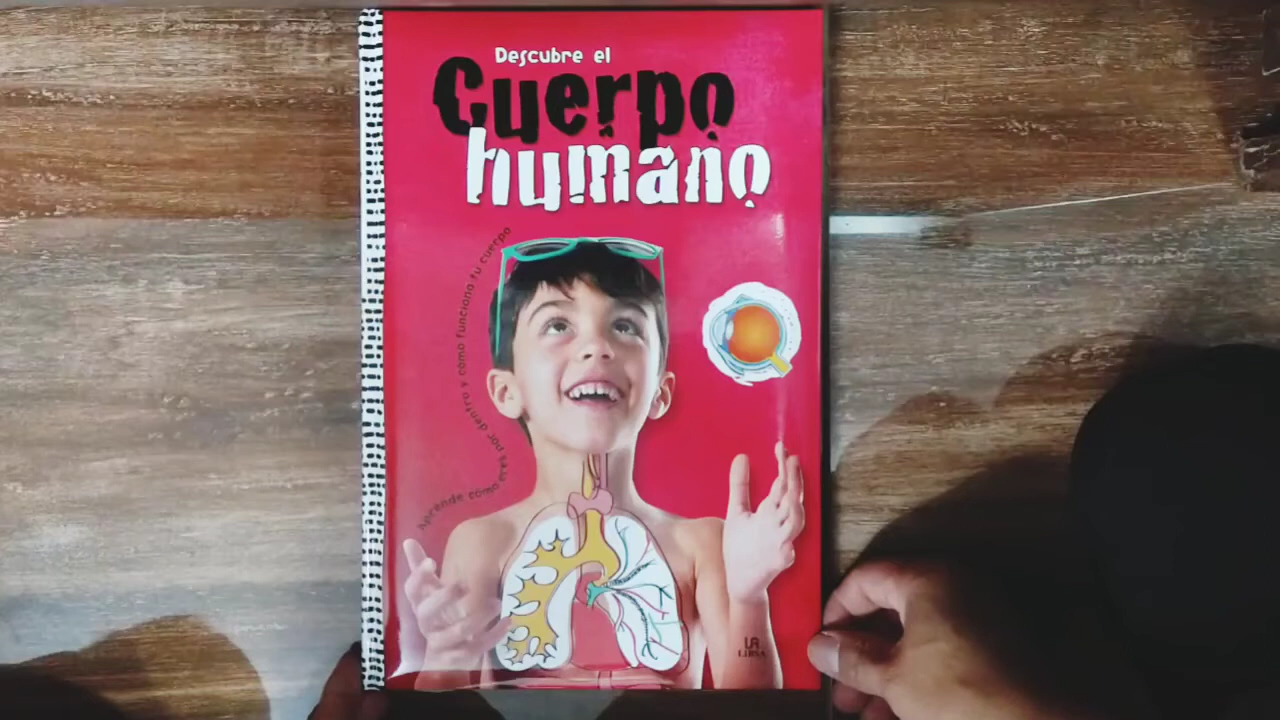 Descubre el
Cuerpo
humano
Aprende cómo eres por dentro y cómo funciona tu cuerpo
LIBSA